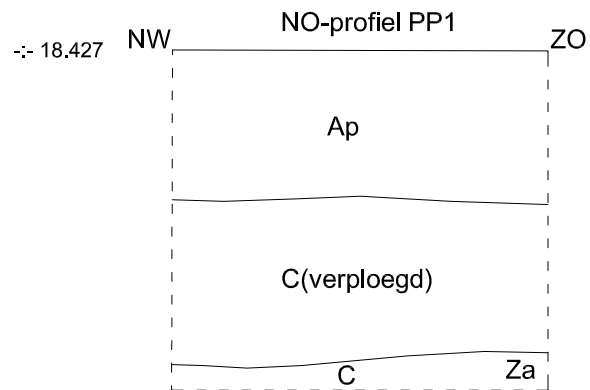 NO-profiel PP1
NW ZO
-:- 18.427
Ap
C(verploegd)
C Za